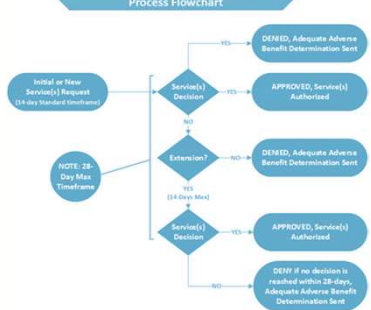 Process Flowchart
YES
DENIED, Adequate Adverse
Benefit Determination Sent
Initial or New
Service(s) Request
(14-day Standard timeframe)
Service(s)
Decision
YES
APPROVED, Service(s)
Authorized
NO
NOTE: 28-
Day Max
Timeframe
Extension?
NO
DENIED, Adequate Adverse
Benefit Determination Sent
YES
(14-Days Max)
Service(s)
Decision
YES
APPROVED, Service(s)
Authorized
NO
DENY if no decision is
reached within 28-days,
Adequate Adverse Benefit
Determination Sent